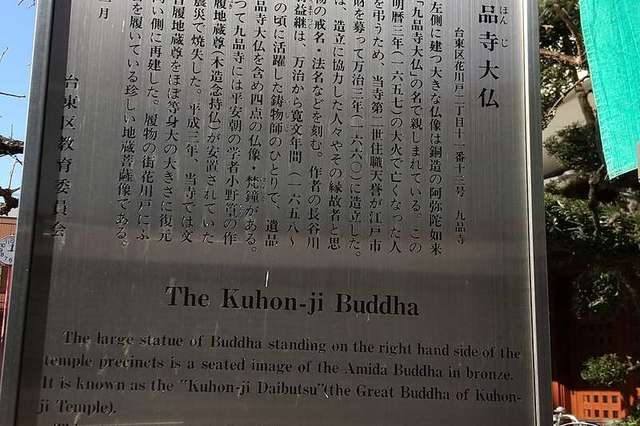 品寺大仏
ほんじ
台東区花川戸二丁目十一番十三号 九品寺
左側に建つ大きな仏像は銅造の阿弥陀如来
「九品寺大仏」の名で親しまれている。この
明暦三年(一六五七)の大火で亡くなった人
を弔うため、当寺第一世住職天誉が江戸市
財を募って万治三年(一六六〇)に造立した。
は、造立に協力した人々やその縁故者と思
物の戒名・法名などを刻む。作者の長谷川
益継は、万治から寛文年間(一六五八〜
の頃に活躍した鋳物師のひとりで、遺品
品寺大仏を含め四点の仏像、梵鐘がある。
つて九品寺には平安朝の学者小野篁の作
履地蔵尊(木造念持仏)が安置されていた
震災で焼失した。平成三年、当寺では文
履地蔵尊をほぼ等身大の大きさに復元
い側に再建した。履物の街花川戸にふ
を履いている珍しい地蔵菩薩像である。
月
台東区教育委員会
The Kuhon-ji Buddha
The large statue of Buddha standing on the right hand side of the
temple precincts is a seated image of the Amida Buddha in bronze.
It is known as the "Kuhon-ji Daibutsu"(the Great Buddha of Kuhon-
ji Temple).